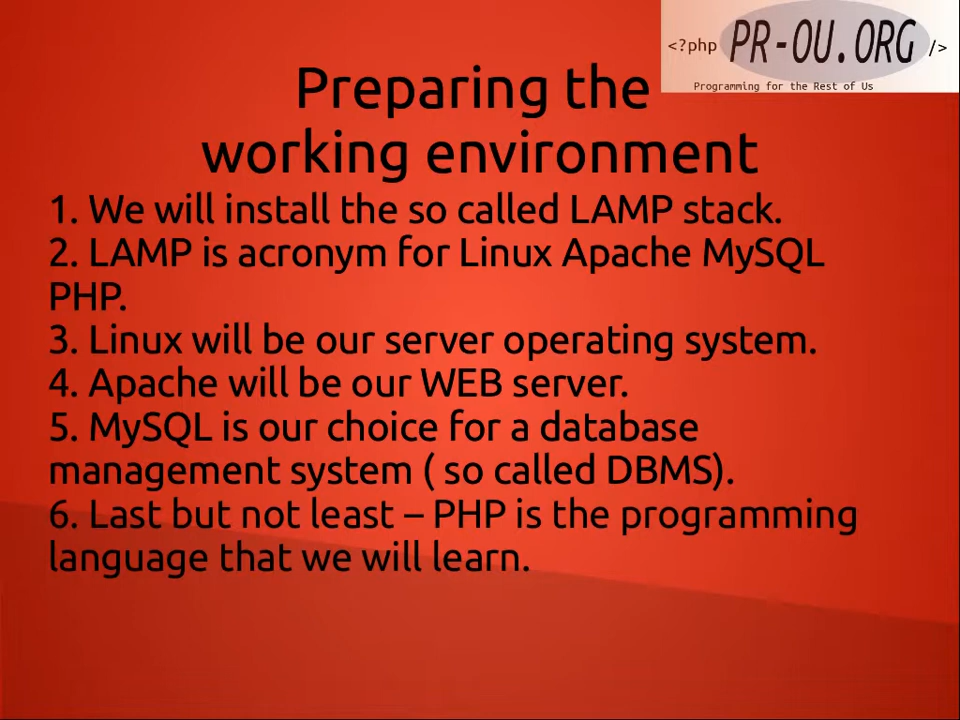 <?php PR-OU.ORG />
Programming for the Rest of Us
Preparing the
working environment
1. We will install the so called LAMP stack.
2. LAMP is acronym for Linux Apache MySQL
PHP.
3. Linux will be our server operating system.
4. Apache will be our WEB server.
5. MySQL is our choice for a database
management system ( so called DBMS).
6. Last but not least – PHP is the programming
language that we will learn.